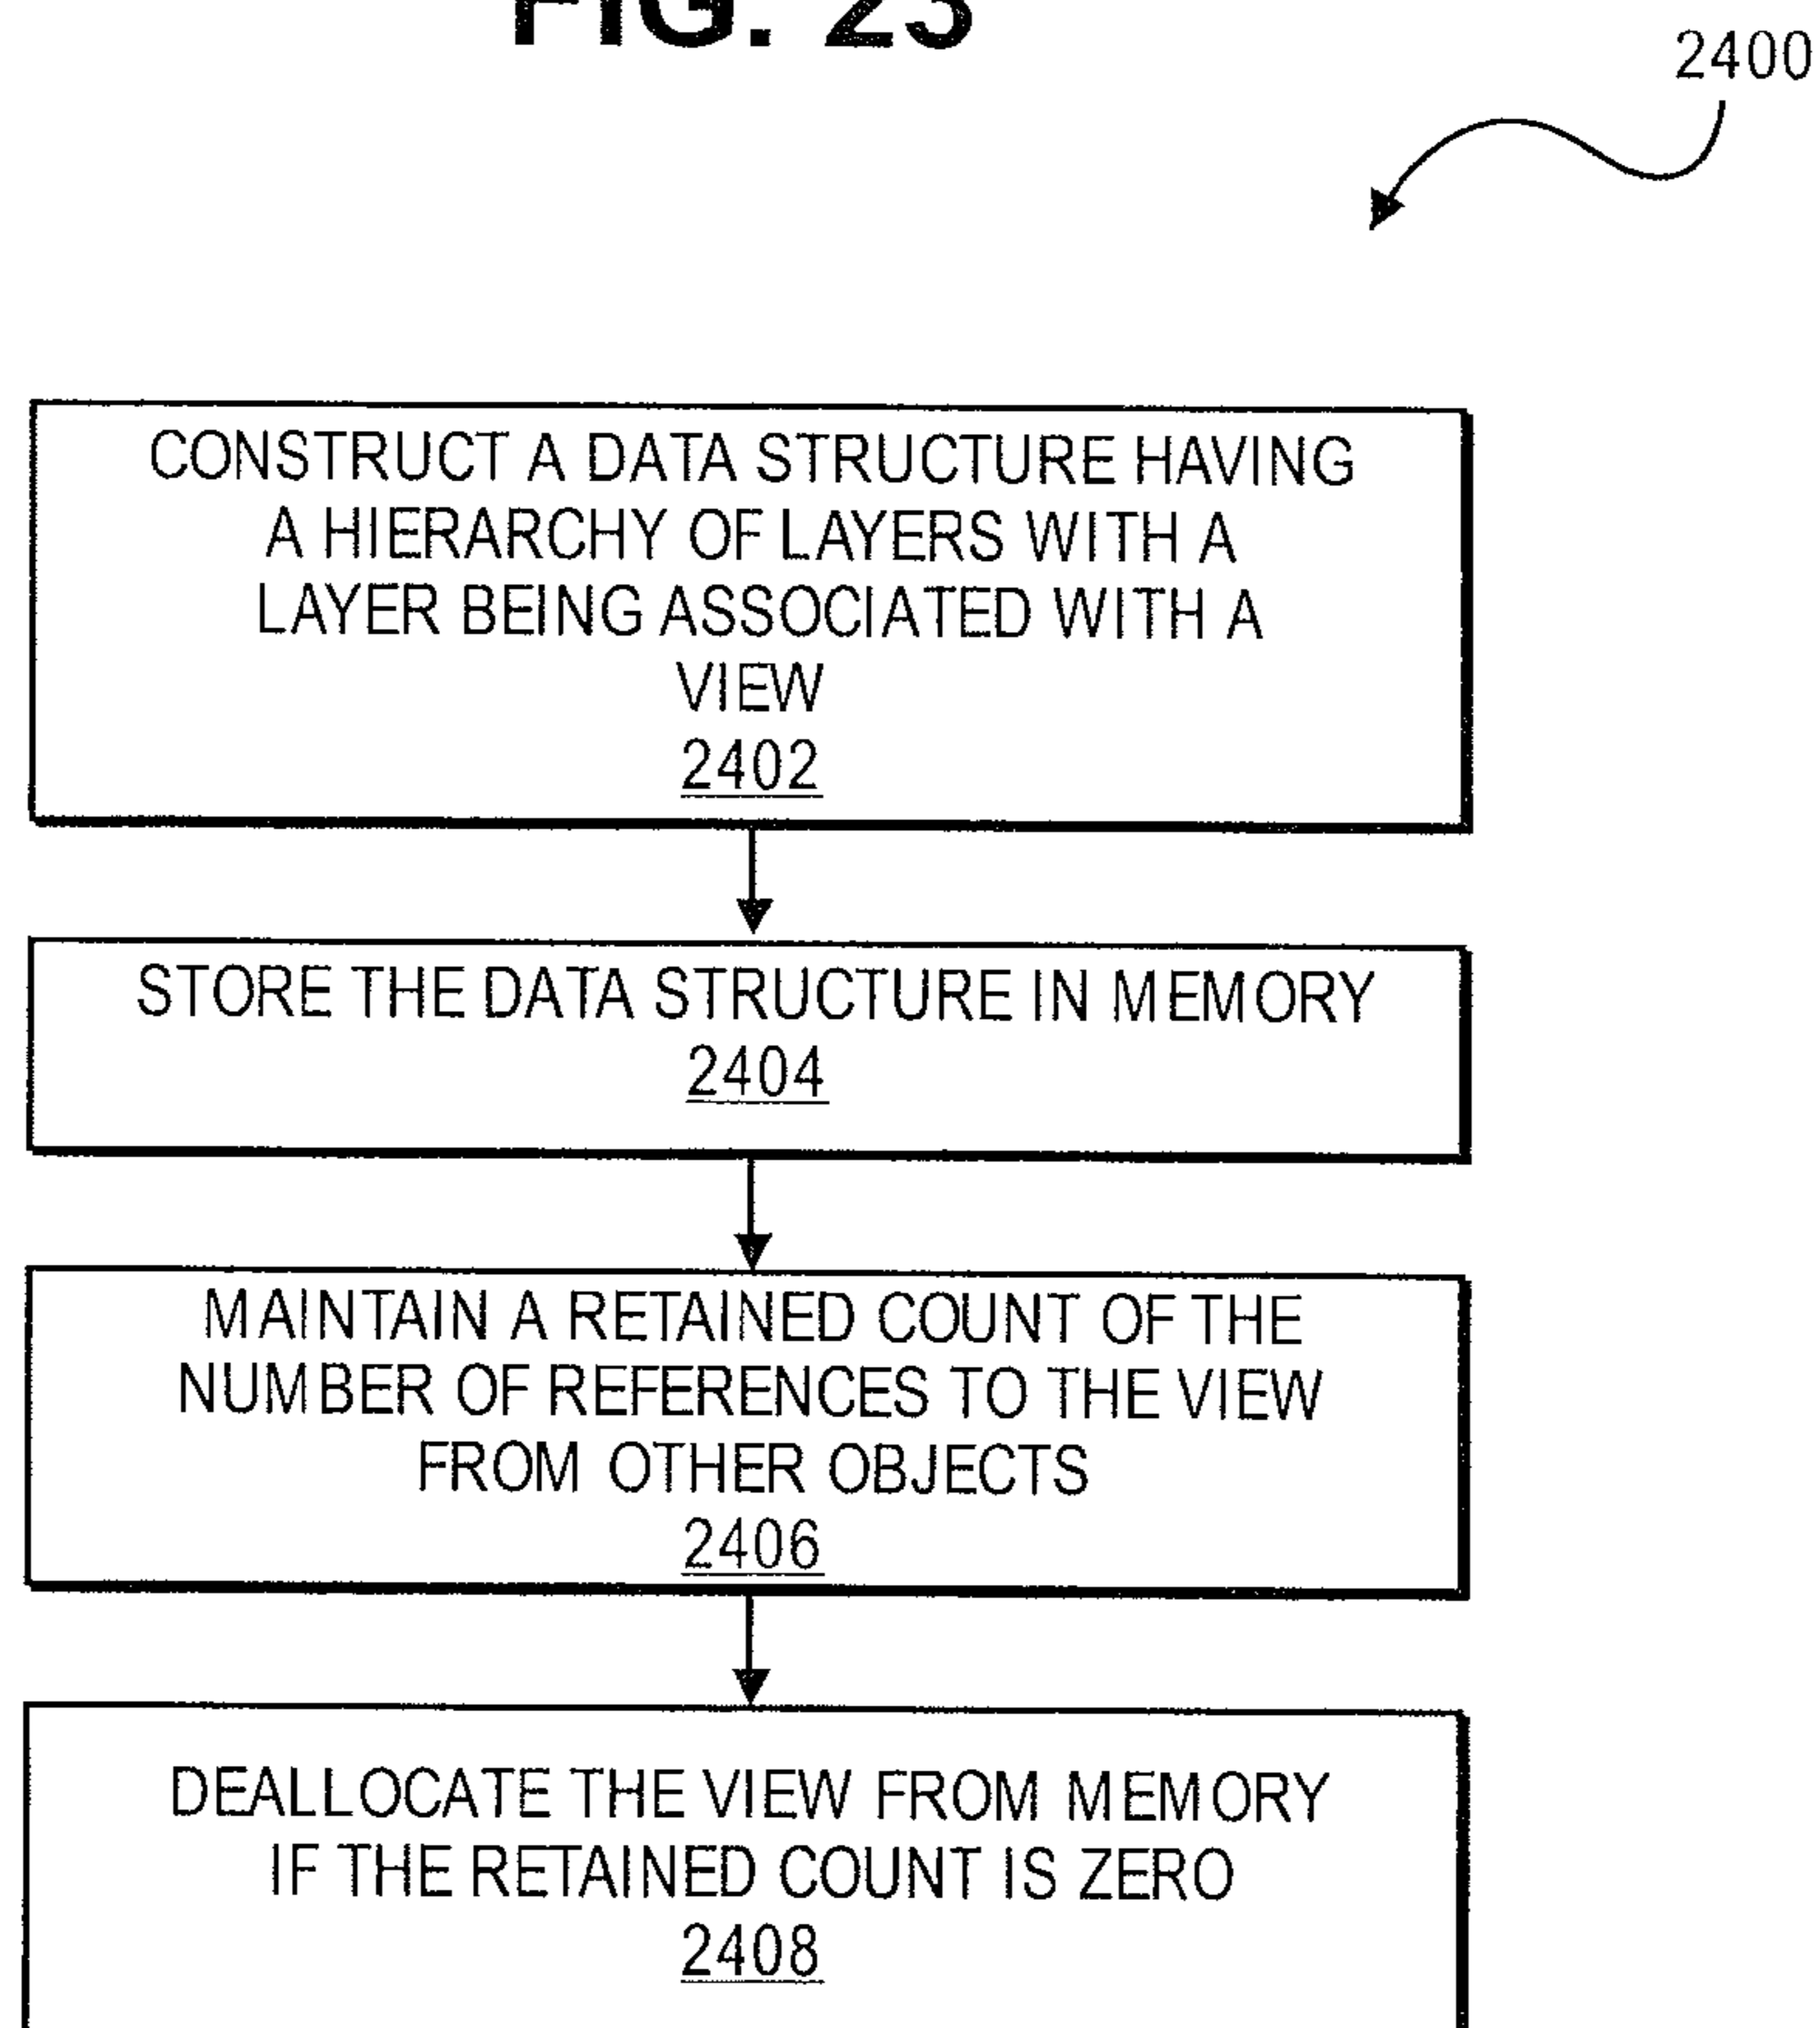 FIG. 23
2400
CONSTRUCT A DATA STRUCTURE HAVING
A HIERARCHY OF LAYERS WITH A
LAYER BEING ASSOCIATED WITH A
VIEW
2402
STORE THE DATA STRUCTURE IN MEMORY
2404
MAINTAIN A RETAINED COUNT OF THE
NUMBER OF REFERENCES TO THE VIEW
FROM OTHER OBJECTS
2406
DEALLOCATE THE VIEW FROM MEMORY
IF THE RETAINED COUNT IS ZERO
2408